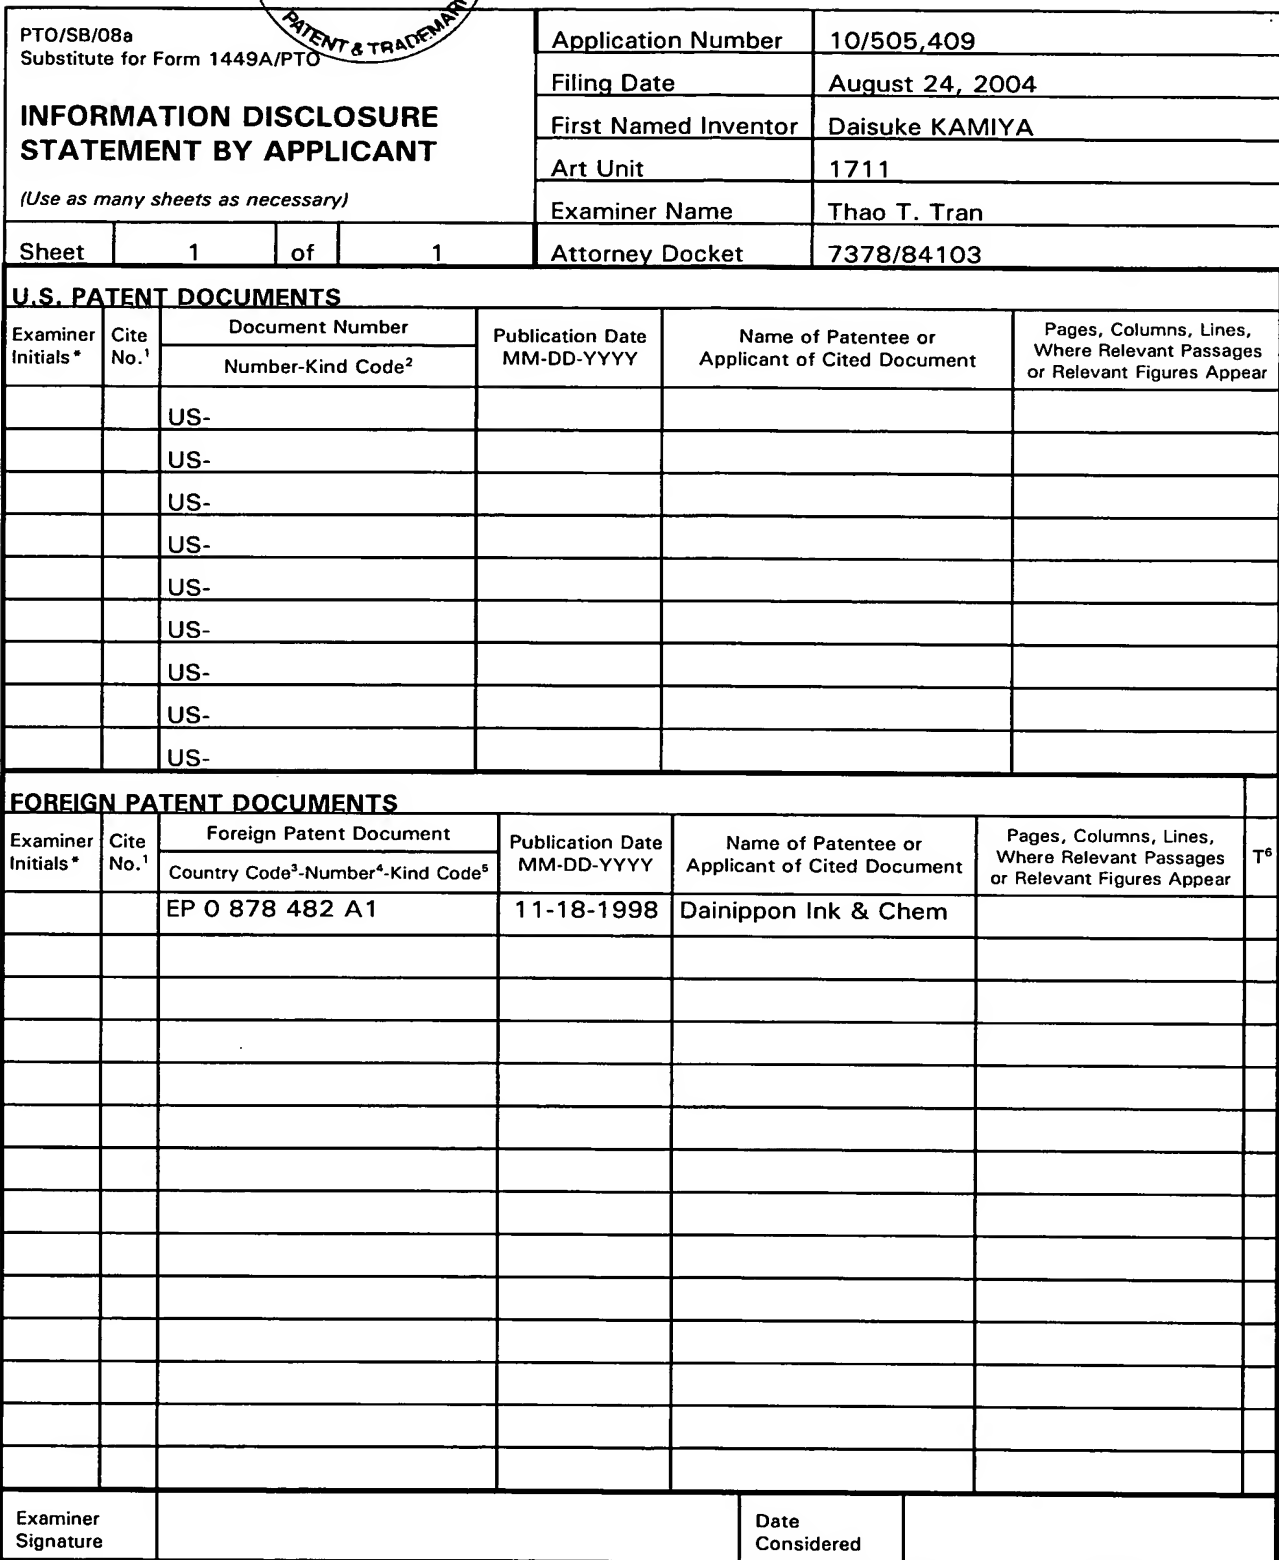 PATENT & TRADEMAR
PTO/SB/08a
Substitute for Form 1449A/PTO
INFORMATION DISCLOSURE
STATEMENT BY APPLICANT
(Use as many sheets as necessary)
Sheet 1 of 1
Application Number 10/505,409
Filing Date August 24, 2004
First Named Inventor Daisuke KAMIYA
Art Unit 1711
Examiner Name Thao T. Tran
Attorney Docket 7378/84103
U.S. PATENT DOCUMENTS
Examiner Initials*
Cite No.¹
Document Number
Number-Kind Code²
Publication Date
MM-DD-YYYY
Name of Patentee or
Applicant of Cited Document
Pages, Columns, Lines,
Where Relevant Passages
or Relevant Figures Appear
US-
US-
US-
US-
US-
US-
US-
US-
US-
FOREIGN PATENT DOCUMENTS
Examiner Initials*
Cite No.¹
Foreign Patent Document
Country Code³-Number⁴-Kind Code⁵
Publication Date
MM-DD-YYYY
Name of Patentee or
Applicant of Cited Document
Pages, Columns, Lines,
Where Relevant Passages
or Relevant Figures Appear
T⁶
EP 0 878 482 A1 11-18-1998 Dainippon Ink & Chem
Examiner
Signature
Date
Considered